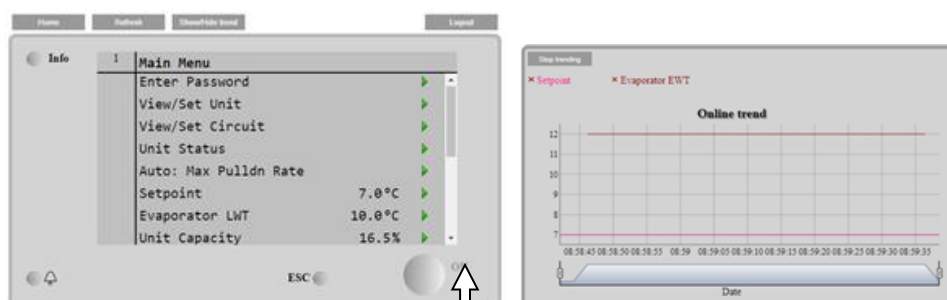 Home Refresh Show/Hide trend Logout
Info
1 Main Menu
Enter Password
View/Set Unit
View/Set Circuit
Unit Status
Auto: Max Pulldn Rate
Setpoint 7.0°C
Evaporator LWT 10.0°C
Unit Capacity 16.5%
ESC
Stop trending
× Setpoint × Evaporator EWT
Online trend
12
11
10
9
8
7
08:58:45 08:58:50 08:58:55 08:59 08:59:05 08:59:10 08:59:15 08:59:20 08:59:25 08:59:30 08:59:35
Date